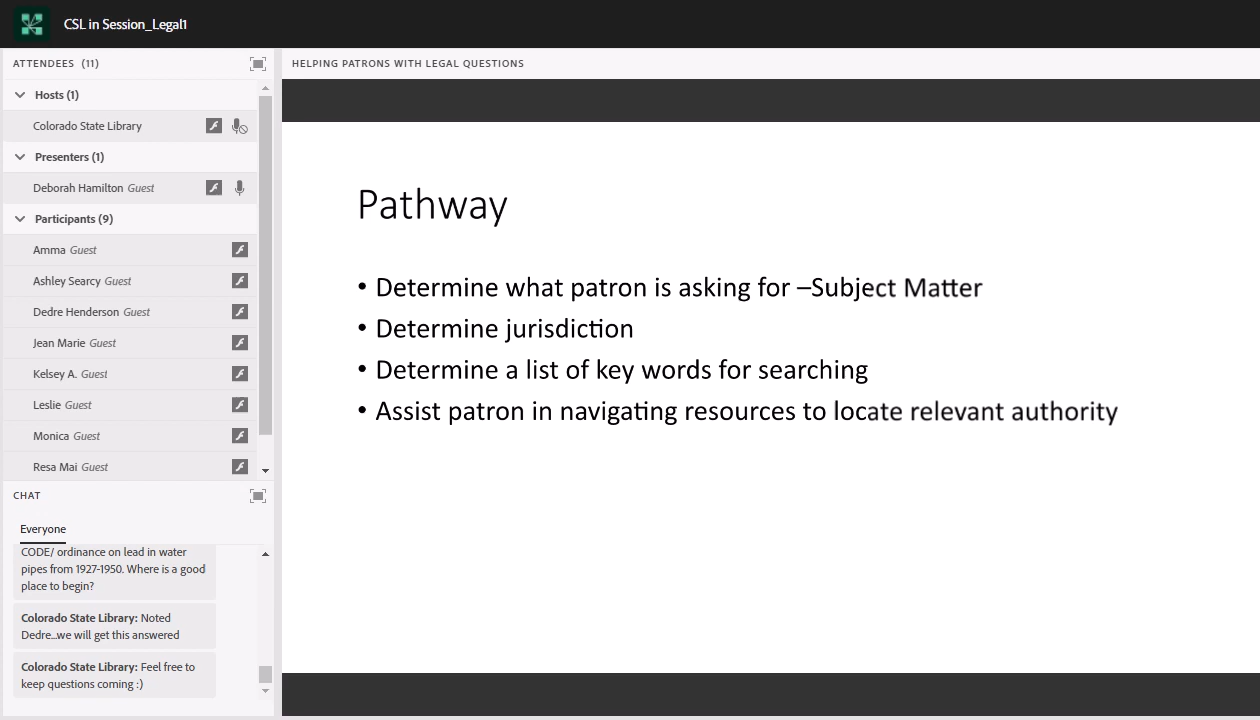 CSL in Session_Legal1
ATTENDEES (11)
Hosts (1)
Colorado State Library
Presenters (1)
Deborah Hamilton Guest
Participants (9)
Amma Guest
Ashley Searcy Guest
Dedre Henderson Guest
Jean Marie Guest
Kelsey A. Guest
Leslie Guest
Monica Guest
Resa Mai Guest
CHAT
Everyone
CODE/ ordinance on lead in water
pipes from 1927-1950. Where is a good
place to begin?
Colorado State Library: Noted
Dedre...we will get this answered
Colorado State Library: Feel free to
keep questions coming :)
HELPING PATRONS WITH LEGAL QUESTIONS
Pathway
• Determine what patron is asking for –Subject Matter
• Determine jurisdiction
• Determine a list of key words for searching
• Assist patron in navigating resources to locate relevant authority